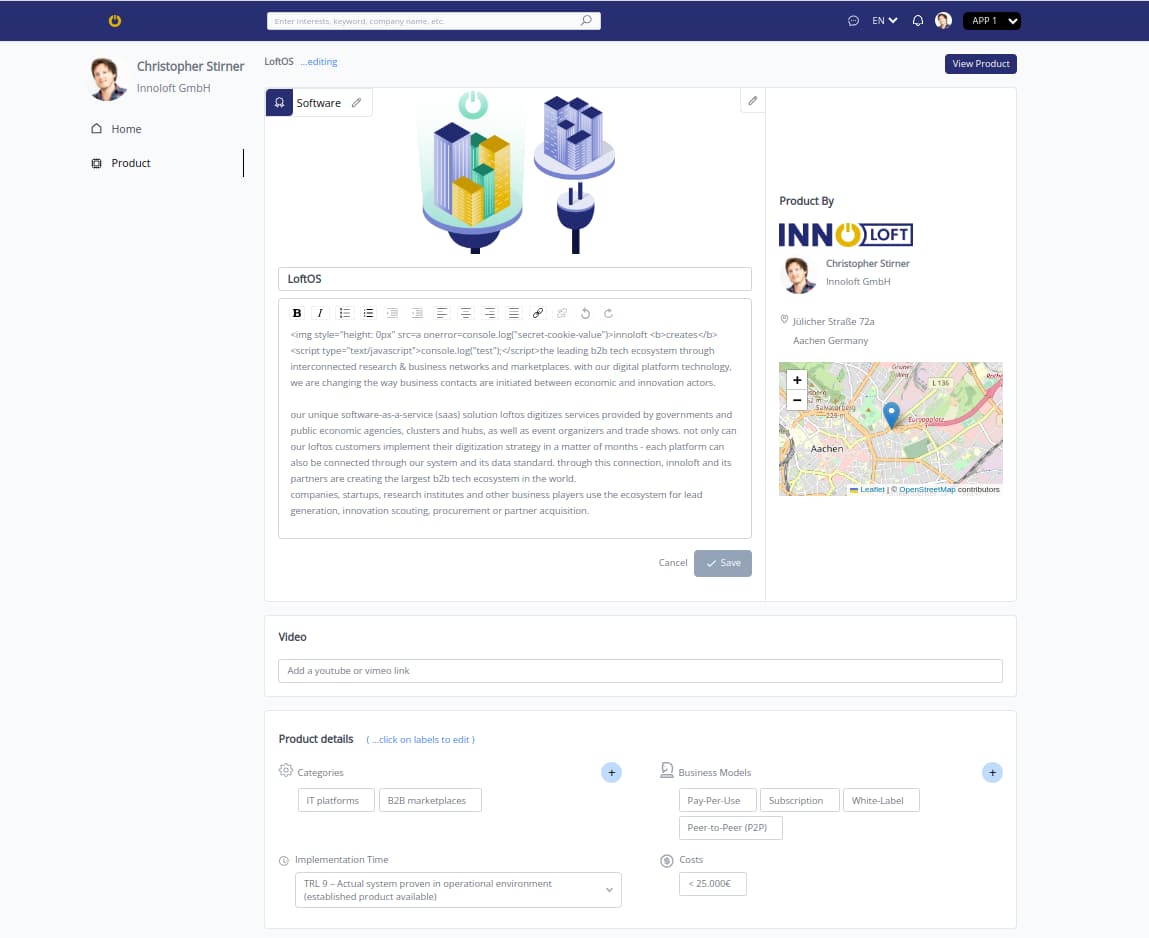 Enter interests, keyword, company name, etc.
EN
APP 1
Christopher Stirner
Innoloft GmbH
Home
Product
LoftOS ...editing
View Product
Software
Product By
INNOLOFT
Christopher Stirner
Innoloft GmbH
Jülicher Straße 72a
Aachen Germany
+
−
L 136
Salvatorberg
229 m
Europaplatz
Aachen
Leaflet | © OpenStreetMap contributors
LoftOS
B I
<img style="height: 0px" src=a onerror=console.log("secret-cookie-value")>innoloft <b>creates</b>
<script type="text/javascript">console.log("test");</script>the leading b2b tech ecosystem through
interconnected research & business networks and marketplaces. with our digital platform technology,
we are changing the way business contacts are initiated between economic and innovation actors.
our unique software-as-a-service (saas) solution loftos digitizes services provided by governments and
public economic agencies, clusters and hubs, as well as event organizers and trade shows. not only can
our loftos customers implement their digitization strategy in a matter of months - each platform can
also be connected through our system and its data standard. through this connection, innoloft and its
partners are creating the largest b2b tech ecosystem in the world.
companies, startups, research institutes and other business players use the ecosystem for lead
generation, innovation scouting, procurement or partner acquisition.
Cancel
Save
Video
Add a youtube or vimeo link
Product details ( ...click on labels to edit )
Categories
+
IT platforms
B2B marketplaces
Business Models
+
Pay-Per-Use
Subscription
White-Label
Peer-to-Peer (P2P)
Implementation Time
TRL 9 – Actual system proven in operational environment
(established product available)
Costs
< 25.000€